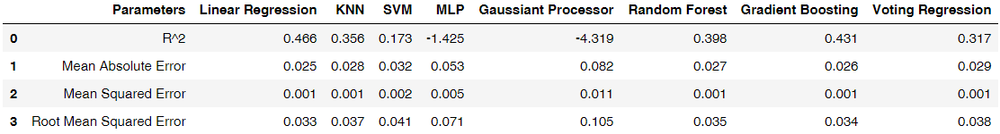 Parameters Linear Regression KNN SVM MLP Gaussiant Processor Random Forest Gradient Boosting Voting Regression
0 R^2 0.466 0.356 0.173 -1.425 -4.319 0.398 0.431 0.317
1 Mean Absolute Error 0.025 0.028 0.032 0.053 0.082 0.027 0.026 0.029
2 Mean Squared Error 0.001 0.001 0.002 0.005 0.011 0.001 0.001 0.001
3 Root Mean Squared Error 0.033 0.037 0.041 0.071 0.105 0.035 0.034 0.038